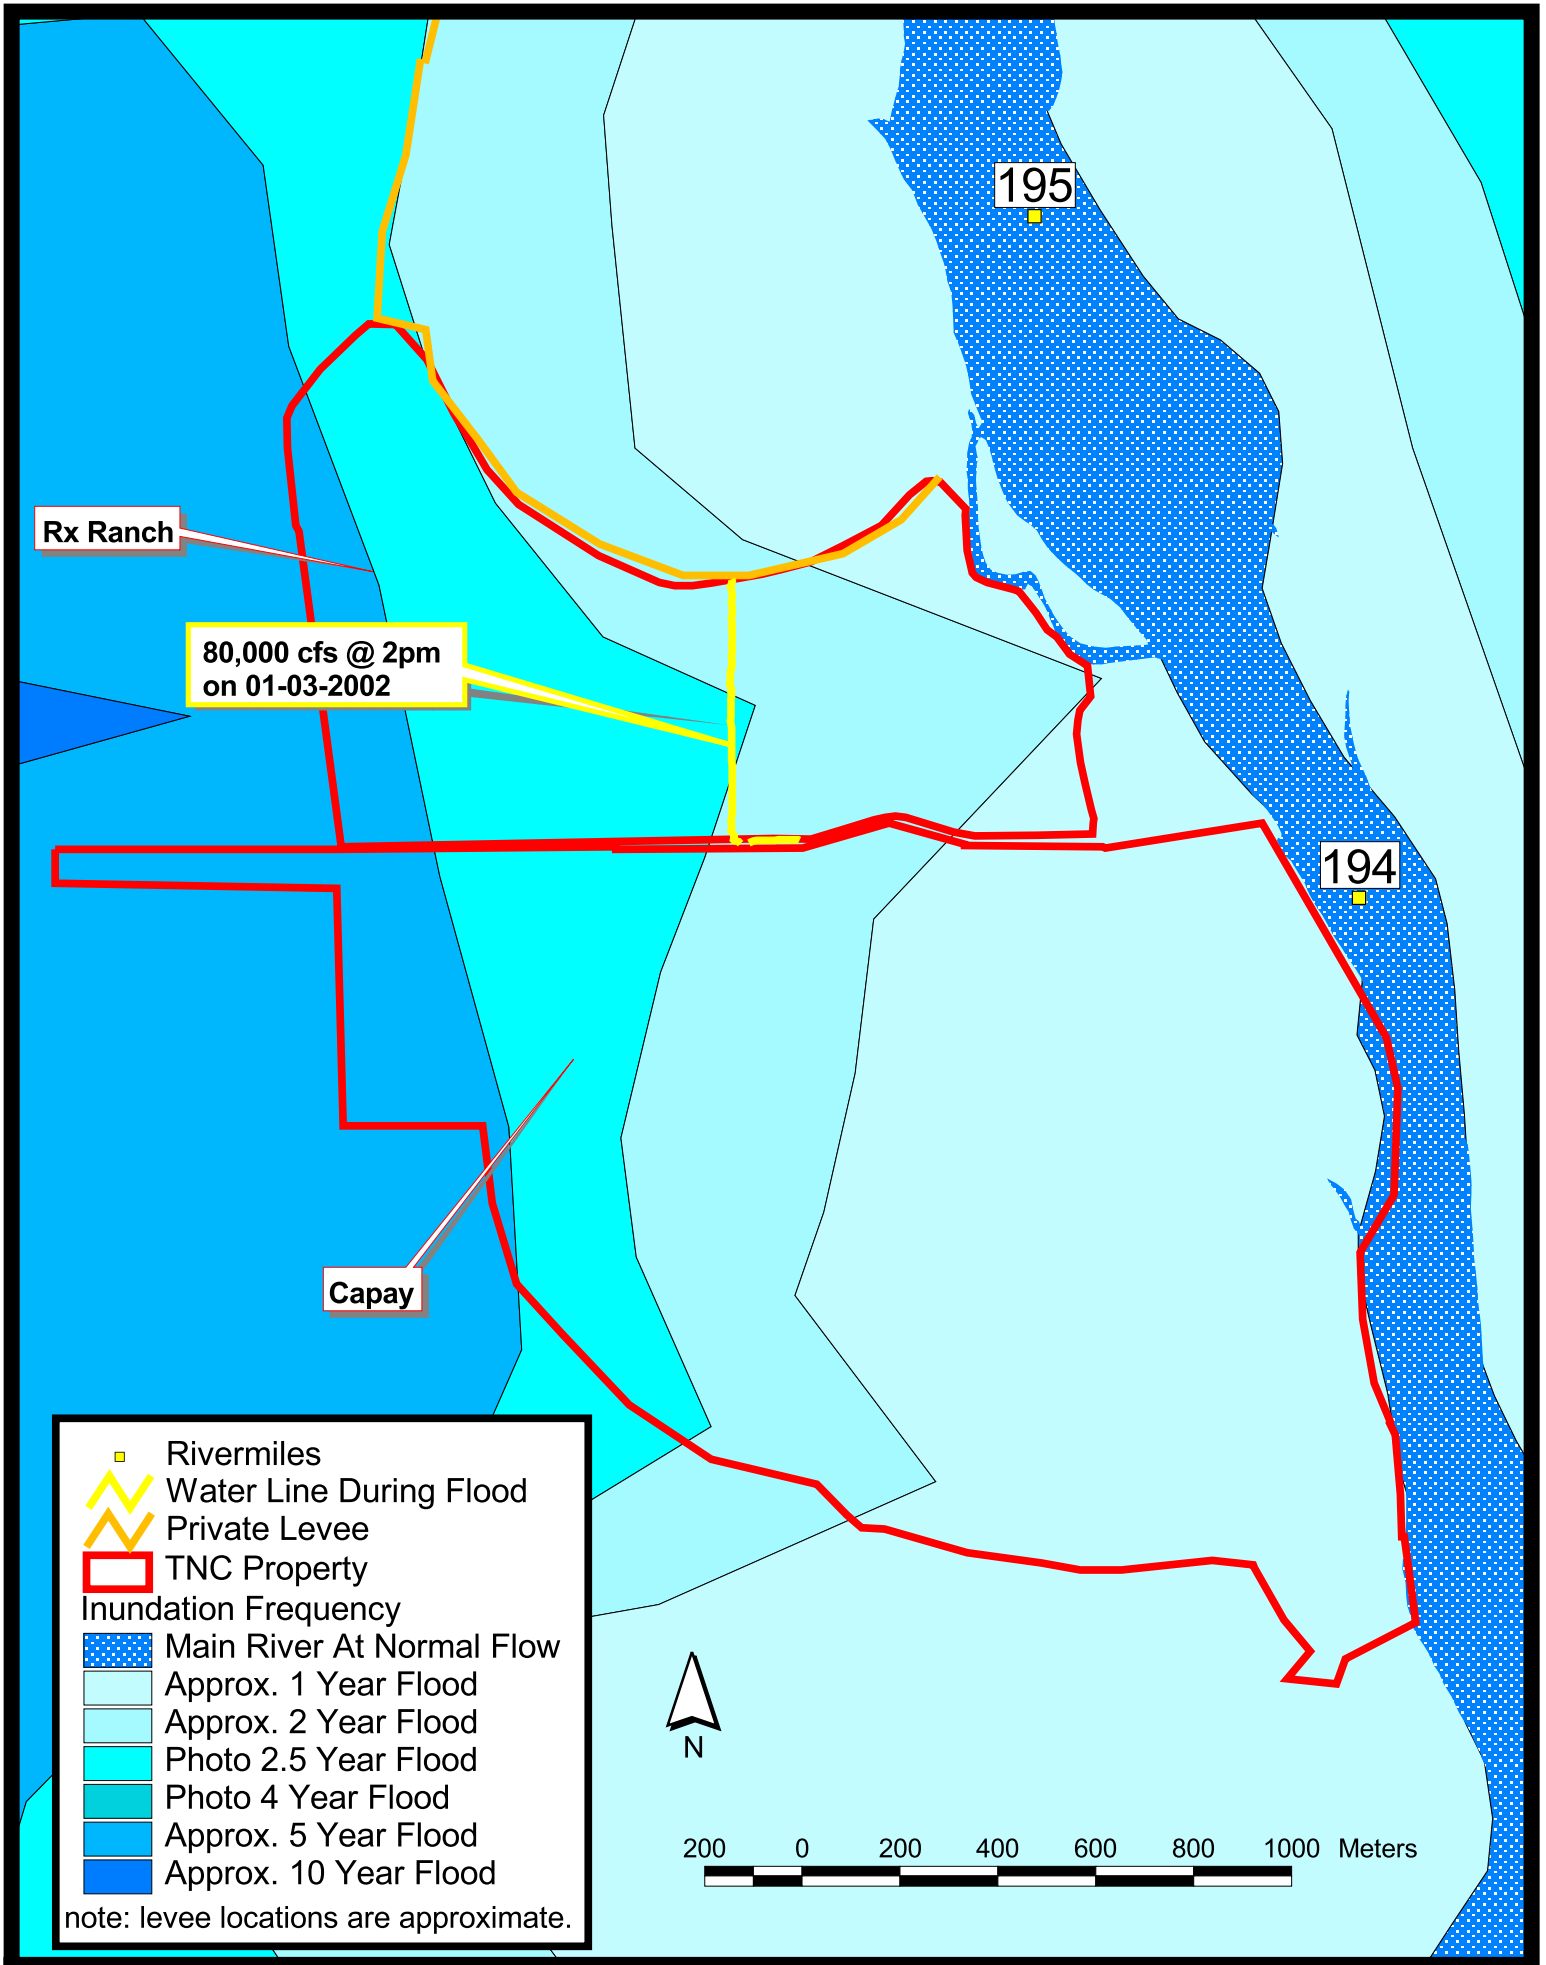 195
Rx Ranch
80,000 cfs @ 2pm
on 01-03-2002
194
Capay
Rivermiles
Water Line During Flood
Private Levee
TNC Property
Inundation Frequency
Main River At Normal Flow
Approx. 1 Year Flood
Approx. 2 Year Flood
Photo 2.5 Year Flood
Photo 4 Year Flood
Approx. 5 Year Flood
Approx. 10 Year Flood
note: levee locations are approximate.
N
200 0 200 400 600 800 1000 Meters